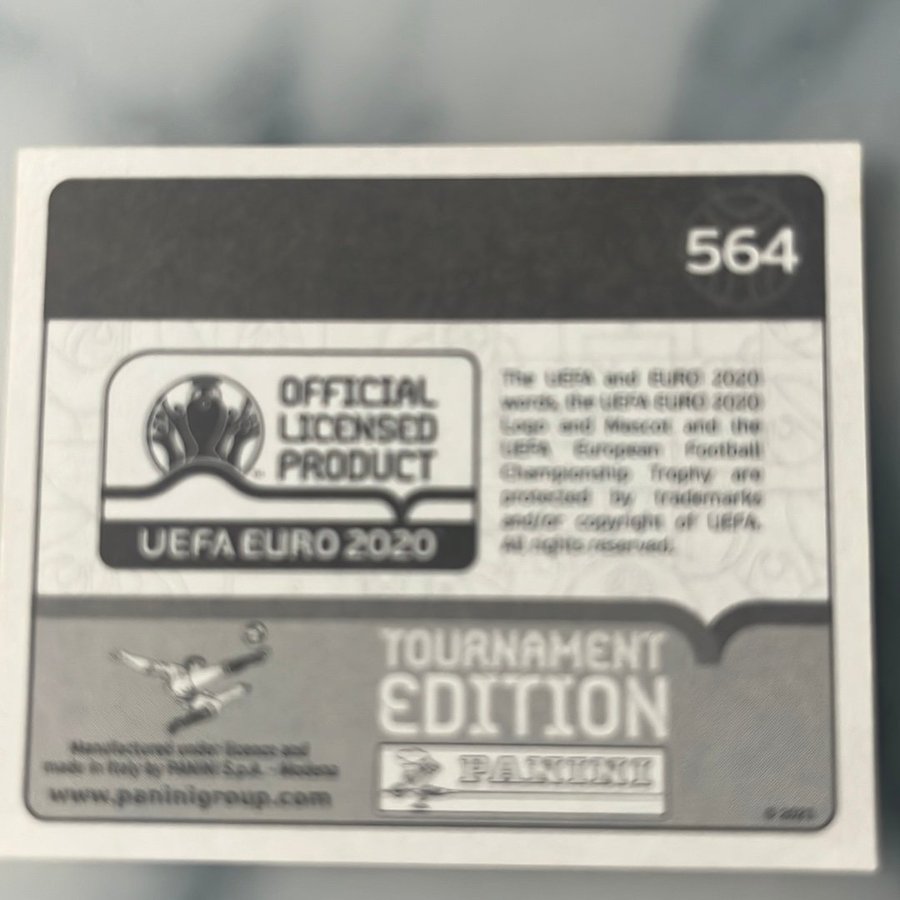 564
OFFICIAL
LICENSED
PRODUCT
UEFA EURO 2020
The UEFA and EURO 2020
words, the UEFA EURO 2020
Logo and Mascot and the
UEFA European Football
Championship Trophy are
protected by trademarks
and/or copyright of UEFA.
All rights reserved.
TOURNAMENT
EDITION
PANINI
Manufactured under licence and
made in Italy by PANINI S.p.A. - Modena
www.paninigroup.com